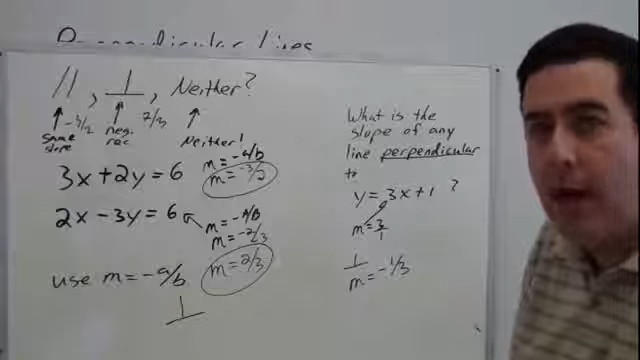 Perpendicular Lines
// , ⊥ , Neither?
-3/2 2/3
same slope neg. rec. Neither!
3x + 2y = 6
m = -a/b
m = -3/2
2x - 3y = 6
m = -a/b
m = -2/-3
m = 2/3
use m = -a/b
⊥
What is the
slope of any
line perpendicular
to
y = 3x + 1 ?
m = 3/1
⊥
m = -1/3